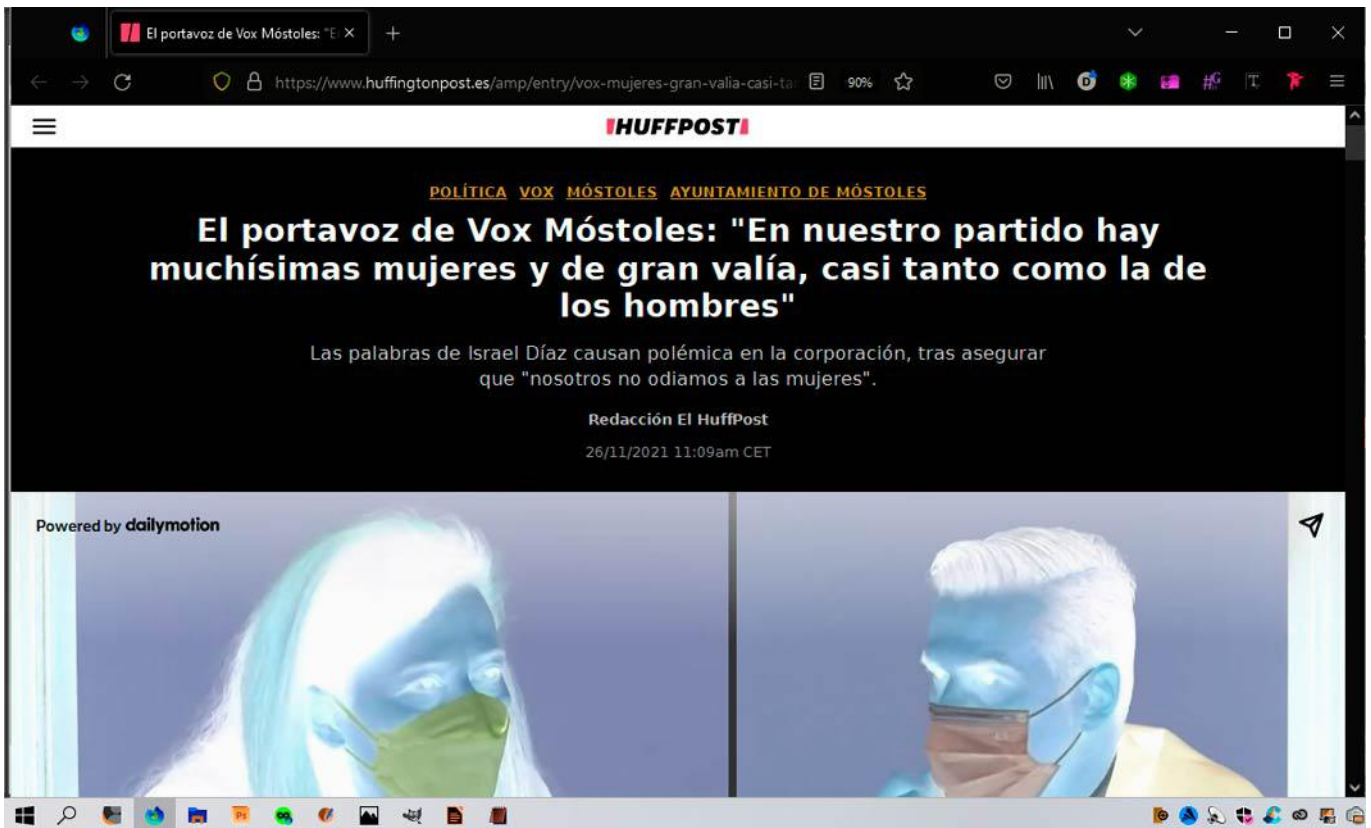 El portavoz de Vox Móstoles: "E
https://www.huffingtonpost.es/amp/entry/vox-mujeres-gran-valia-casi-ta
90%
HUFFPOST
POLÍTICA VOX MÓSTOLES AYUNTAMIENTO DE MÓSTOLES
El portavoz de Vox Móstoles: "En nuestro partido hay
muchísimas mujeres y de gran valía, casi tanto como la de
los hombres"
Las palabras de Israel Díaz causan polémica en la corporación, tras asegurar
que "nosotros no odiamos a las mujeres".
Redacción El HuffPost
26/11/2021 11:09am CET
Powered by dailymotion
Ps